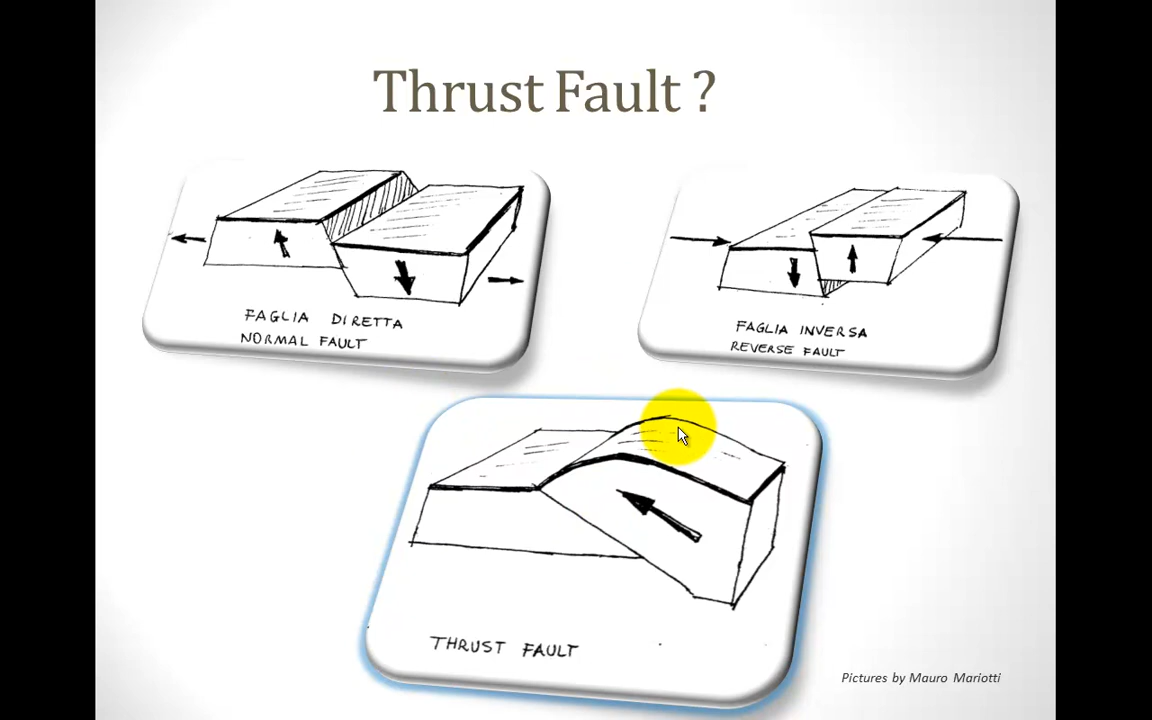 Thrust Fault ?
FAGLIA DIRETTA
NORMAL FAULT
FAGLIA INVERSA
REVERSE FAULT
THRUST FAULT
Pictures by Mauro Mariotti